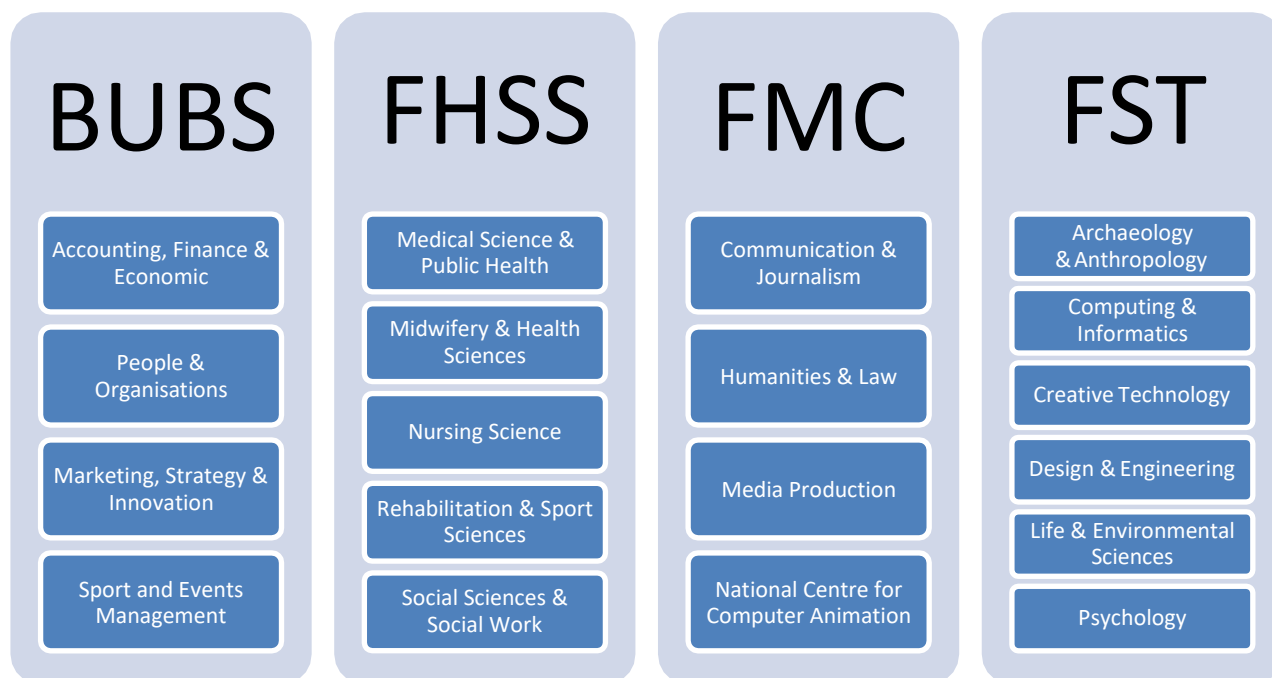 BUBS
Accounting, Finance &
Economic
People &
Organisations
Marketing, Strategy &
Innovation
Sport and Events
Management
FHSS
Medical Science &
Public Health
Midwifery & Health
Sciences
Nursing Science
Rehabilitation & Sport
Sciences
Social Sciences &
Social Work
FMC
Communication &
Journalism
Humanities & Law
Media Production
National Centre for
Computer Animation
FST
Archaeology
& Anthropology
Computing &
Informatics
Creative Technology
Design & Engineering
Life & Environmental
Sciences
Psychology